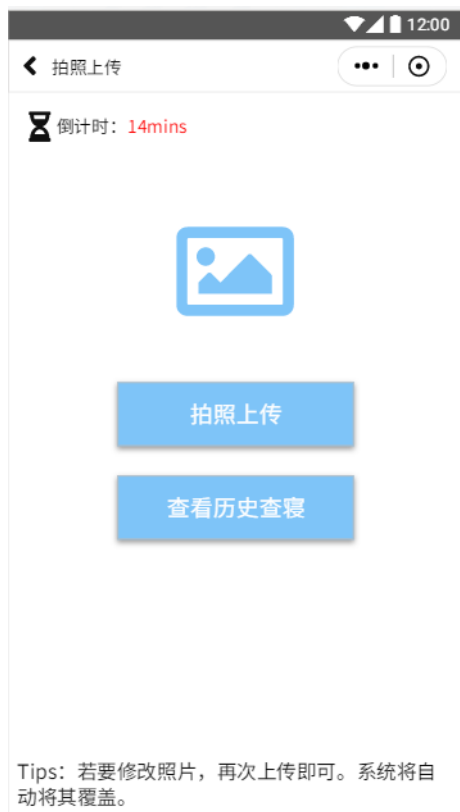 12:00
拍照上传
倒计时：14mins
拍照上传
查看历史查寝
Tips：若要修改照片，再次上传即可。系统将自
动将其覆盖。